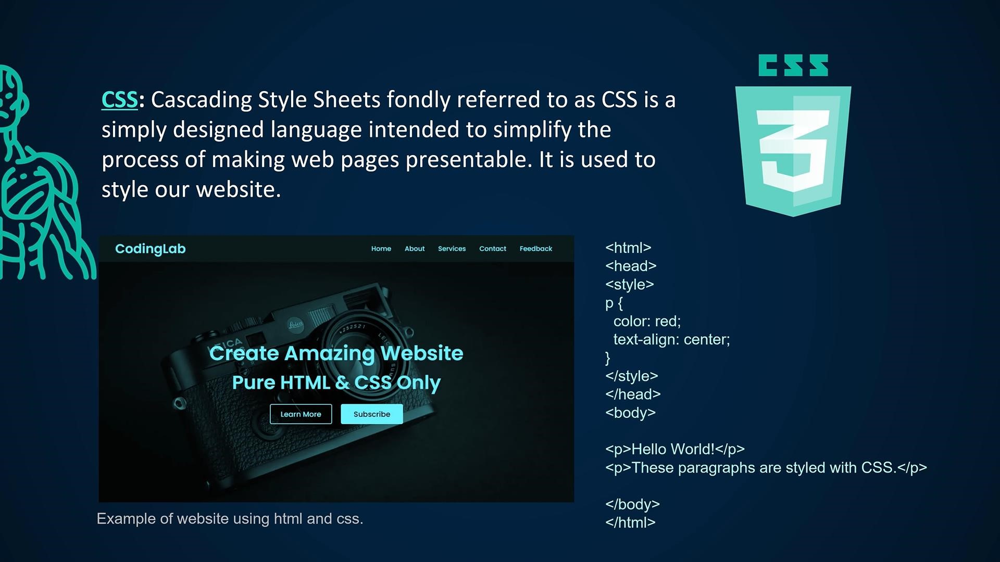 CSS
CSS: Cascading Style Sheets fondly referred to as CSS is a
simply designed language intended to simplify the
process of making web pages presentable. It is used to
style our website.
CodingLab
Home About Services Contact Feedback
Leica
4252521
LEICA
Create Amazing Website
Pure HTML & CSS Only
Learn More Subscribe
Example of website using html and css.
<html>
<head>
<style>
p {
  color: red;
  text-align: center;
}
</style>
</head>
<body>
<p>Hello World!</p>
<p>These paragraphs are styled with CSS.</p>
</body>
</html>